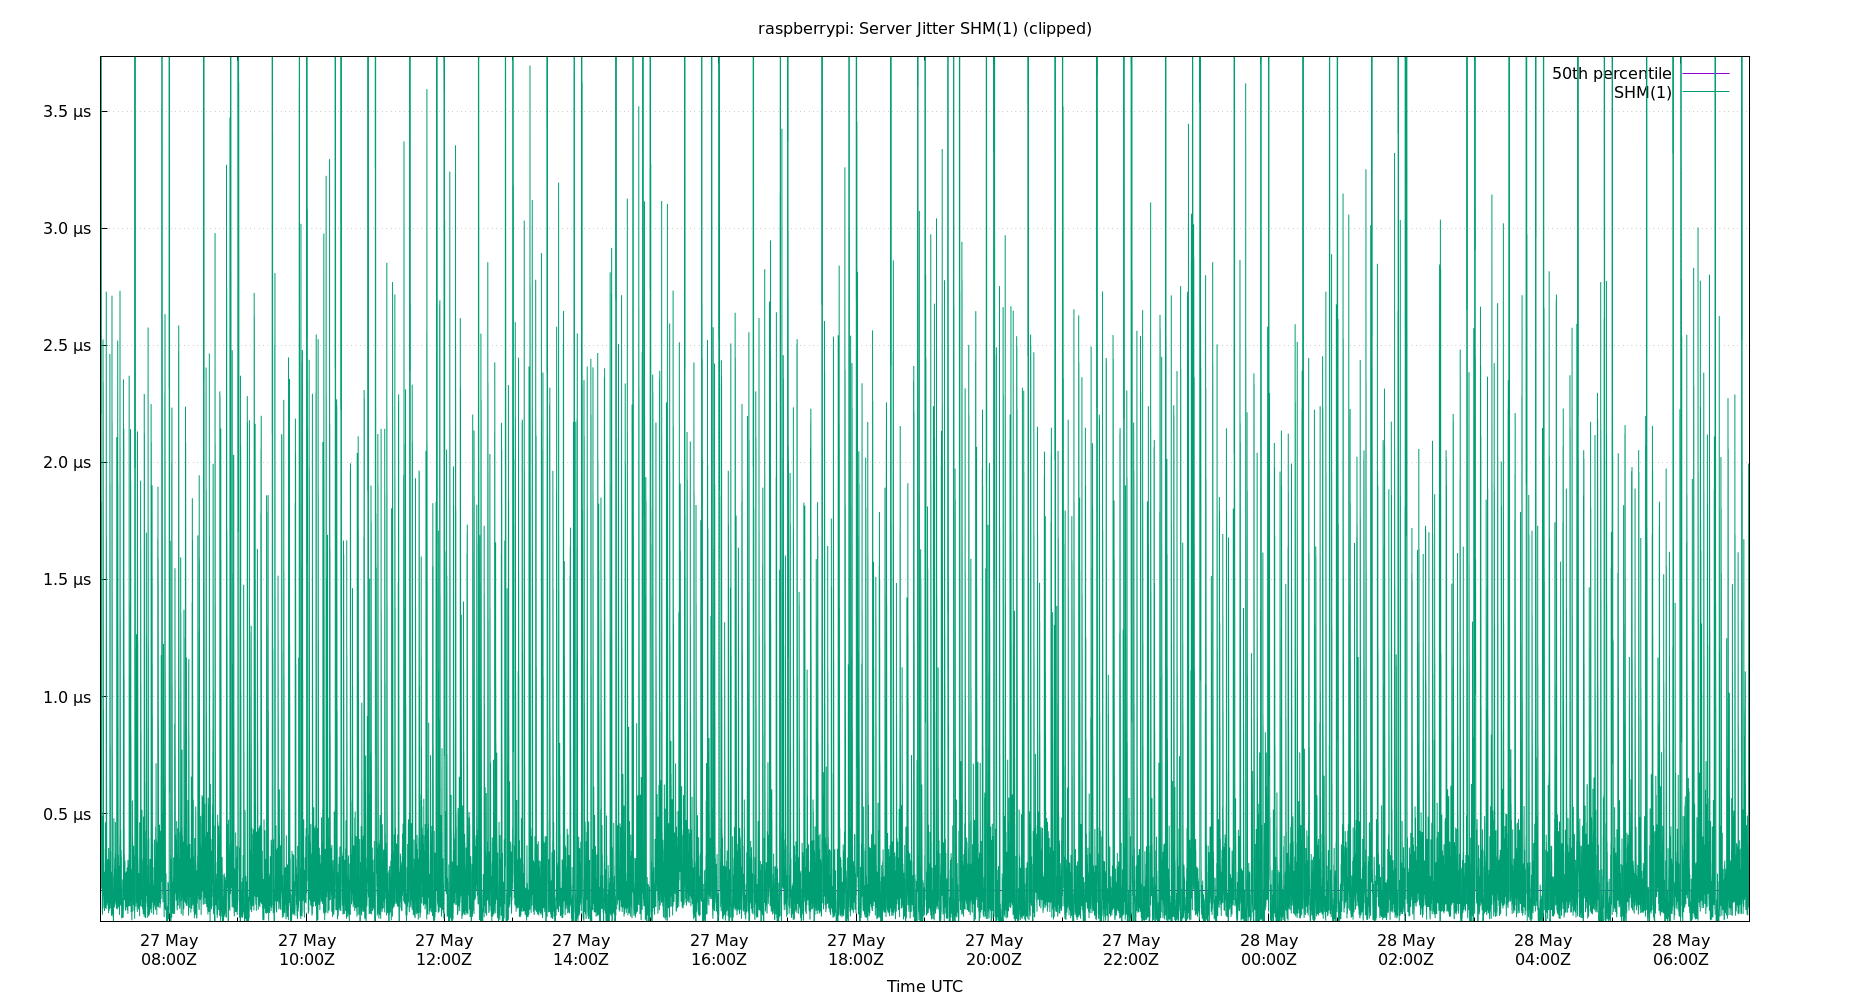 raspberrypi: Server Jitter SHM(1) (clipped)
50th percentile
SHM(1)
3.5 µs
3.0 µs
2.5 µs
2.0 µs
1.5 µs
1.0 µs
0.5 µs
27 May 27 May 27 May 27 May 27 May 27 May 27 May 27 May 28 May 28 May 28 May 28 May
08:00Z 10:00Z 12:00Z 14:00Z 16:00Z 18:00Z 20:00Z 22:00Z 00:00Z 02:00Z 04:00Z 06:00Z
Time UTC